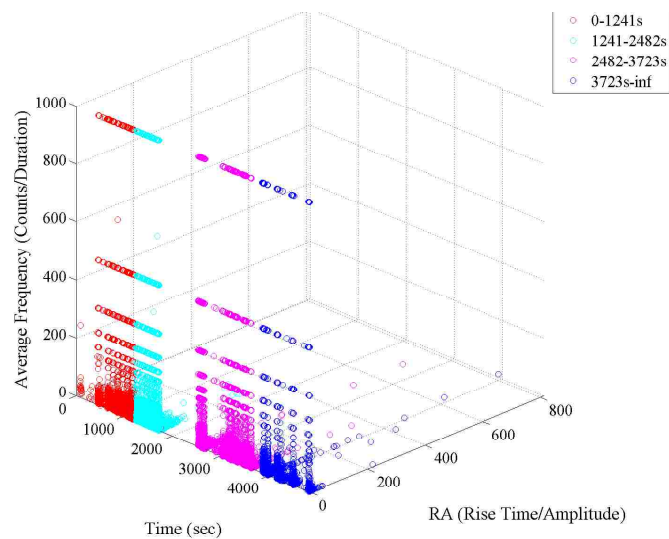 0-1241s
1241-2482s
2482-3723s
3723s-inf
1000
800
600
400
200
0
Average Frequency (Counts/Duration)
0
1000
2000
3000
4000
Time (sec)
0
200
400
600
800
RA (Rise Time/Amplitude)